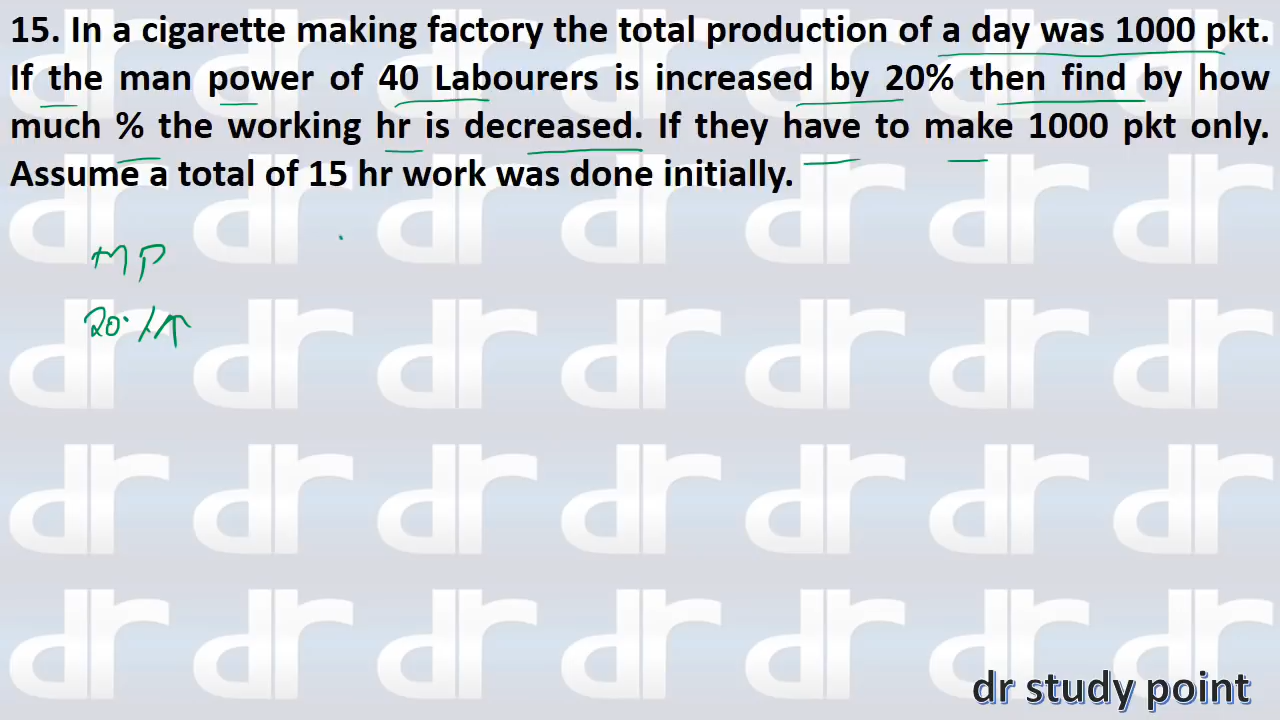 15. In a cigarette making factory the total production of a day was 1000 pkt.
If the man power of 40 Labourers is increased by 20% then find by how
much % the working hr is decreased. If they have to make 1000 pkt only.
Assume a total of 15 hr work was done initially.
MP
20%↑
dr study point